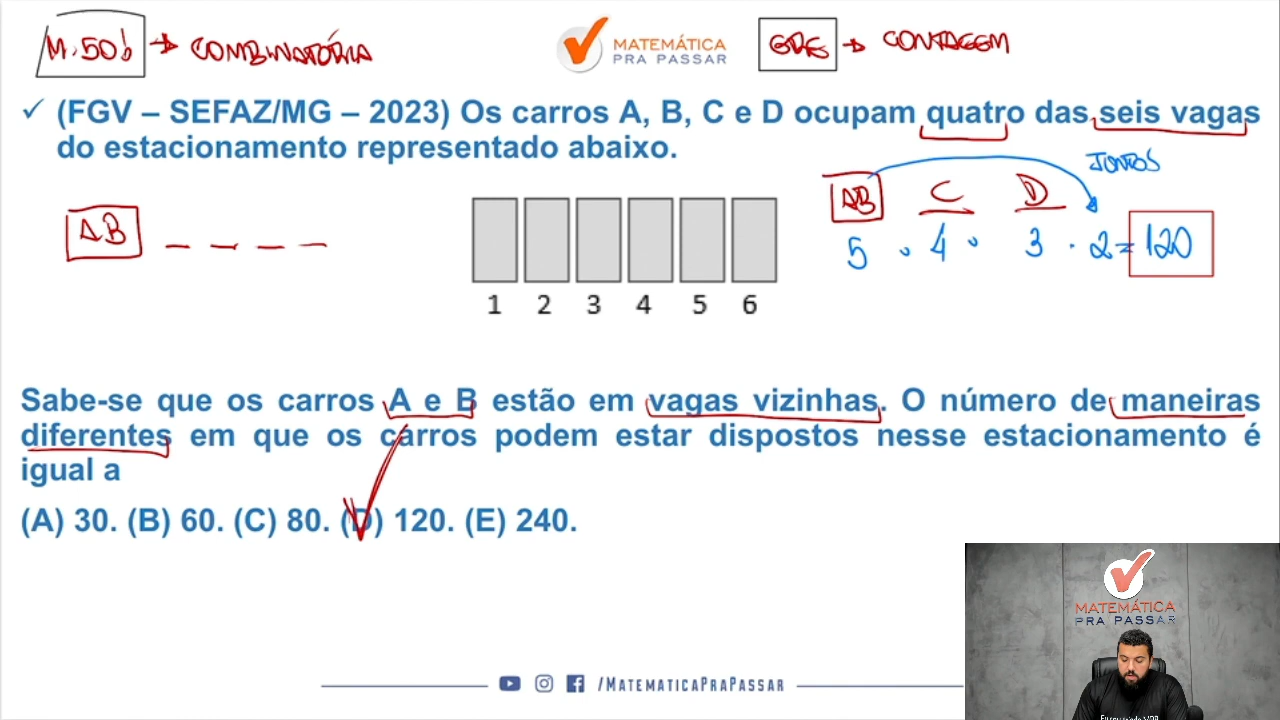 M.50b → COMBINATÓRIA
MATEMÁTICA
PRA PASSAR
→ CONTAGEM
✓ (FGV – SEFAZ/MG – 2023) Os carros A, B, C e D ocupam quatro das seis vagas
do estacionamento representado abaixo.
JUNTOS
AB C D
AB _ _ _ _
5 . 4 . 3 . 2 = 120
1 2 3 4 5 6
Sabe-se que os carros A e B estão em vagas vizinhas. O número de maneiras
diferentes em que os carros podem estar dispostos nesse estacionamento é
igual a
(A) 30. (B) 60. (C) 80. (D) 120. (E) 240.
MATEMÁTICA
PRA PASSAR
/MATEMATICAPRAPASSAR